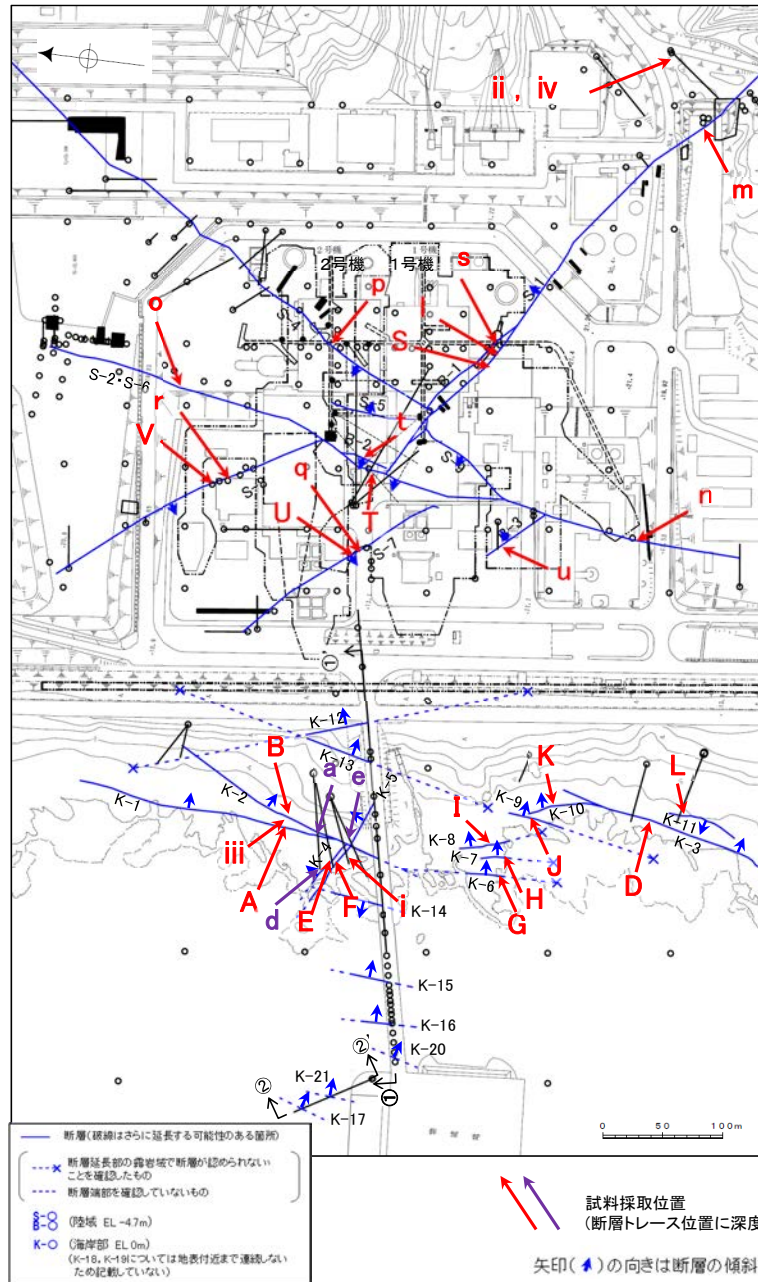 ii , iv
m
2号機
1号機
2号機
1号機
s
p
l
S
S-1
S-4
o
S-2・S-6
r
V
B-1
S-5
t
B-2
q
U
T
S-7
n
u
①'
K-12
K-13
B
a
e
K-5
K-2
K-1
iii
A
K-4
d
E
F
i
K-14
I
K-9
K
K-10
L
K-11
K-3
K-8
K-7
K-6
J
H
G
D
K-15
K-16
K-20
②'
②
①
K-21
K-17
0 50 100m
断層(破線はさらに延長する可能性のある箇所)
断層延長部の露岩域で断層が認められない
ことを確認したもの
断層端部を確認していないもの
S-○
B-○
(陸域 EL -4.7m)
K-○ (海岸部 EL 0m)
(K-18、K-19については地表付近まで連続しない
ため記載していない)
試料採取位置
(断層トレース位置に深度
矢印( )の向きは断層の傾斜